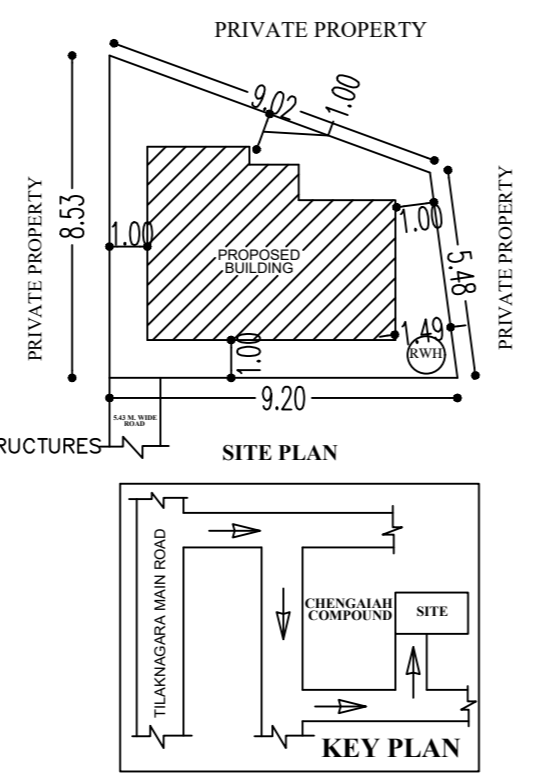 PRIVATE PROPERTY
9.02
1.00
PRIVATE PROPERTY
8.53
1.00
PROPOSED
BUILDING
1.00
5.48
PRIVATE PROPERTY
1.49
RWH
1.00
9.20
5.43 M. WIDE
ROAD
RUCTURES
SITE PLAN
TILAKNAGARA MAIN ROAD
CHENGAIAH
COMPOUND
SITE
KEY PLAN